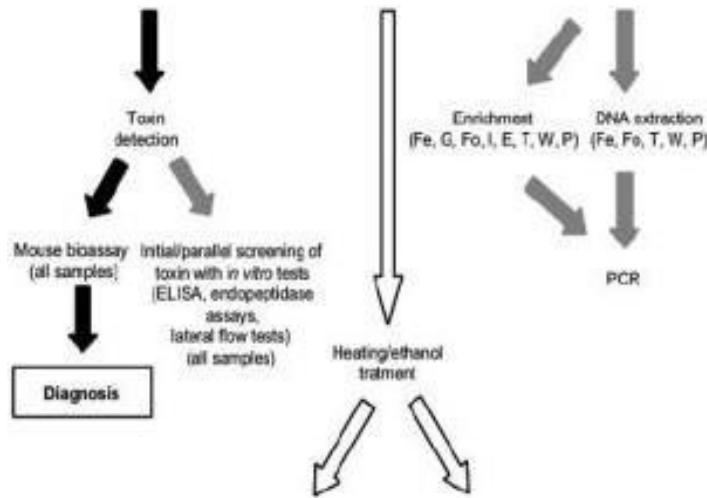 Toxin
detection
Mouse bioassay
(all samples)
Diagnosis
Initial/parallel screening of
toxin with in vitro tests
(ELISA, endopeptidase
assays,
lateral flow tests)
(all samples)
Heating/ethanol
tratment
Enrichment
(Fe, G, Fo, I, E, T, W, P)
DNA extraction
(Fe, Fo, T, W, P)
PCR